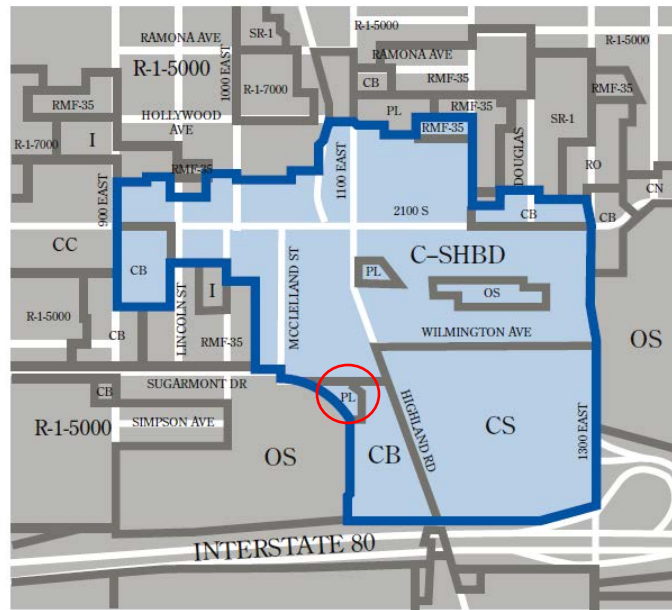 RAMONA AVE
SR-1
R-1-5000
R-1-5000
R-1-5000
1000 EAST
R-1-7000
RAMONA AVE
CB
RMF-35
RMF-35
HOLLYWOOD AVE
PL
RMF-35
RMF-35
SR-1
RMF-35
R-1-7000
I
RMF-35
DOUGLAS
RO
CN
900 EAST
1100 EAST
2100 S
CB
CB
CC
CB
C-SHBD
PL
OS
I
LINCOLN ST
MCCLELLAND ST
R-1-5000
CB
RMF-35
WILMINGTON AVE
OS
SUGARMONT DR
CB
PL
SIMPSON AVE
R-1-5000
OS
CB
HIGHLAND RD
CS
1300 EAST
INTERSTATE 80